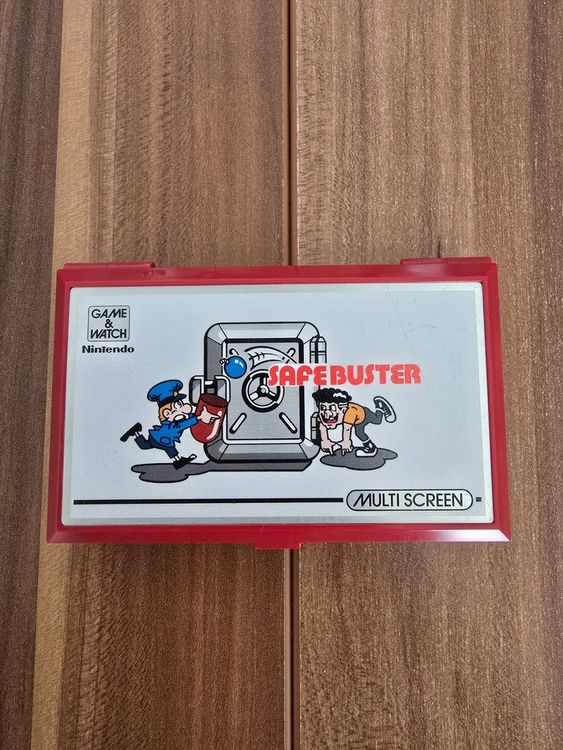 GAME
&
WATCH
Nintendo
SAFEBUSTER
MULTI SCREEN